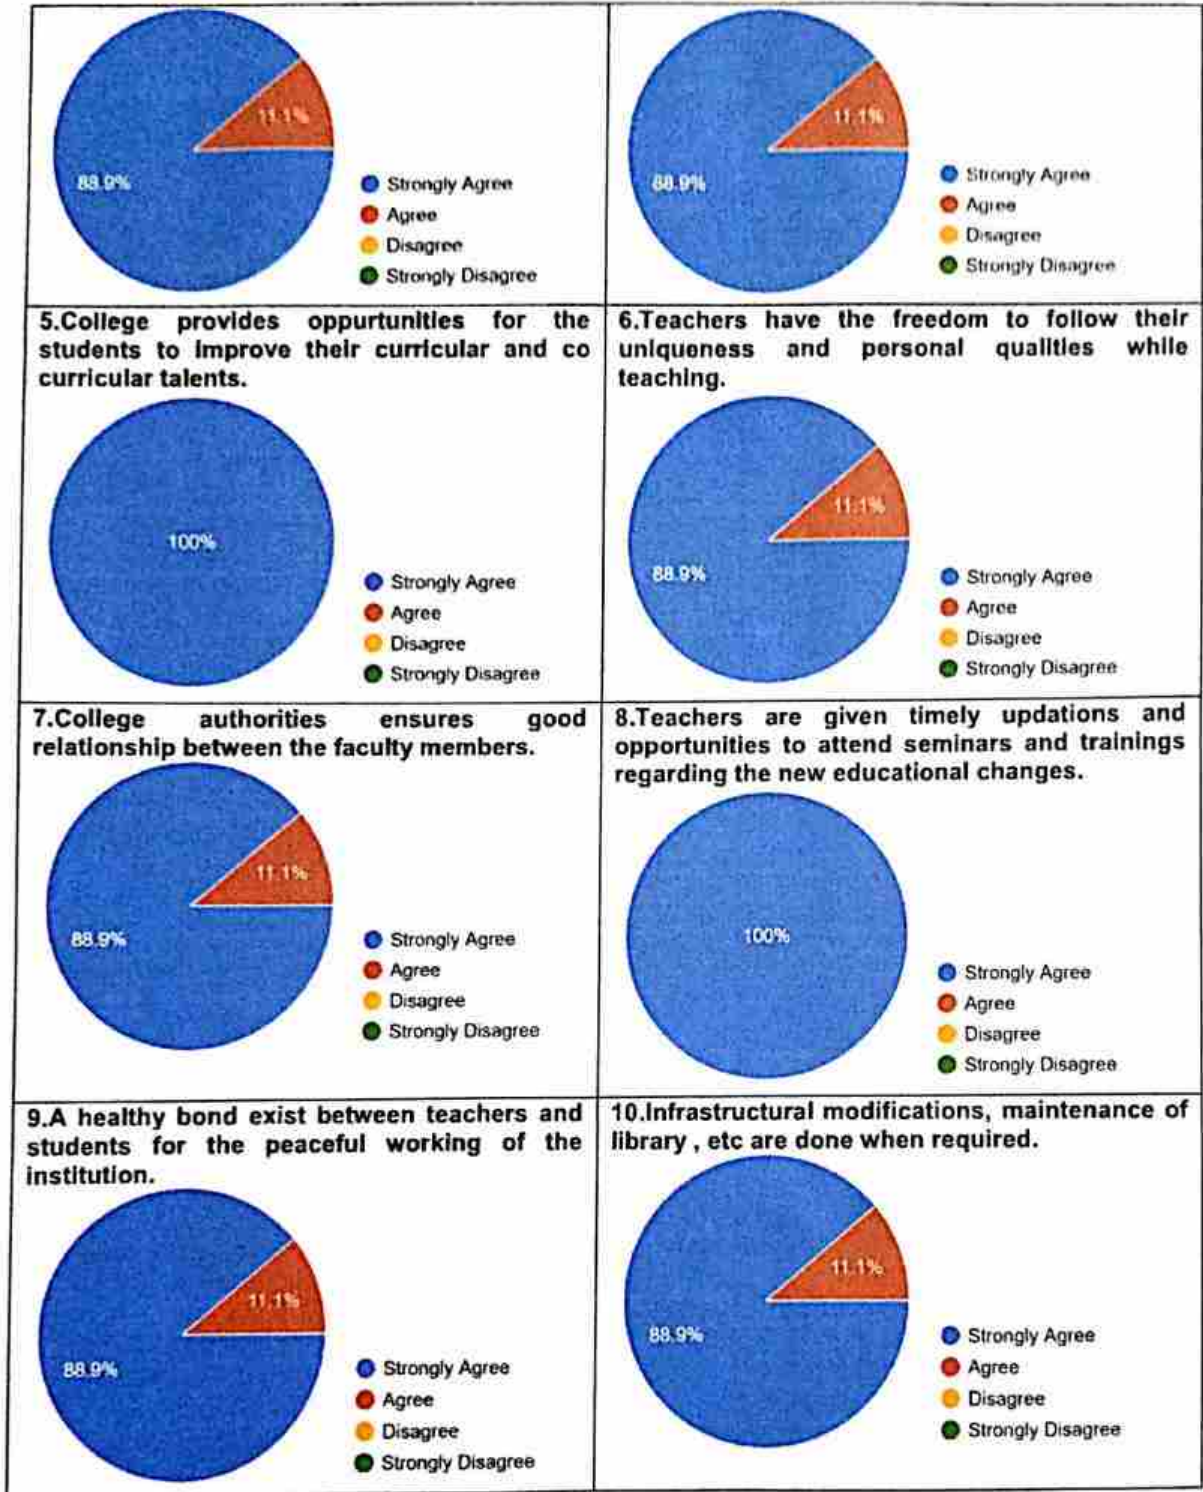 11.1%
88.9%
Strongly Agree
Agree
Disagree
Strongly Disagree
11.1%
88.9%
Strongly Agree
Agree
Disagree
Strongly Disagree
5.College provides oppurtunities for the
students to improve their curricular and co
curricular talents.
100%
Strongly Agree
Agree
Disagree
Strongly Disagree
6.Teachers have the freedom to follow their
uniqueness and personal qualities while
teaching.
11.1%
88.9%
Strongly Agree
Agree
Disagree
Strongly Disagree
7.College authorities ensures good
relationship between the faculty members.
11.1%
88.9%
Strongly Agree
Agree
Disagree
Strongly Disagree
8.Teachers are given timely updations and
opportunities to attend seminars and trainings
regarding the new educational changes.
100%
Strongly Agree
Agree
Disagree
Strongly Disagree
9.A healthy bond exist between teachers and
students for the peaceful working of the
institution.
11.1%
88.9%
Strongly Agree
Agree
Disagree
Strongly Disagree
10.Infrastructural modifications, maintenance of
library , etc are done when required.
11.1%
88.9%
Strongly Agree
Agree
Disagree
Strongly Disagree